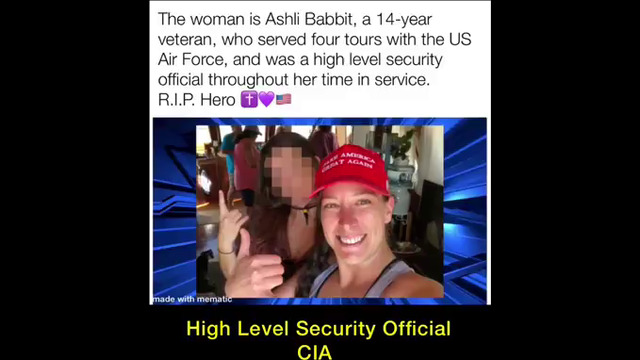 The woman is Ashli Babbit, a 14-year
veteran, who served four tours with the US
Air Force, and was a high level security
official throughout her time in service.
R.I.P. Hero ✝️💜🇺🇸
MAKE AMERICA
GREAT AGAIN
made with mematic
High Level Security Official
CIA